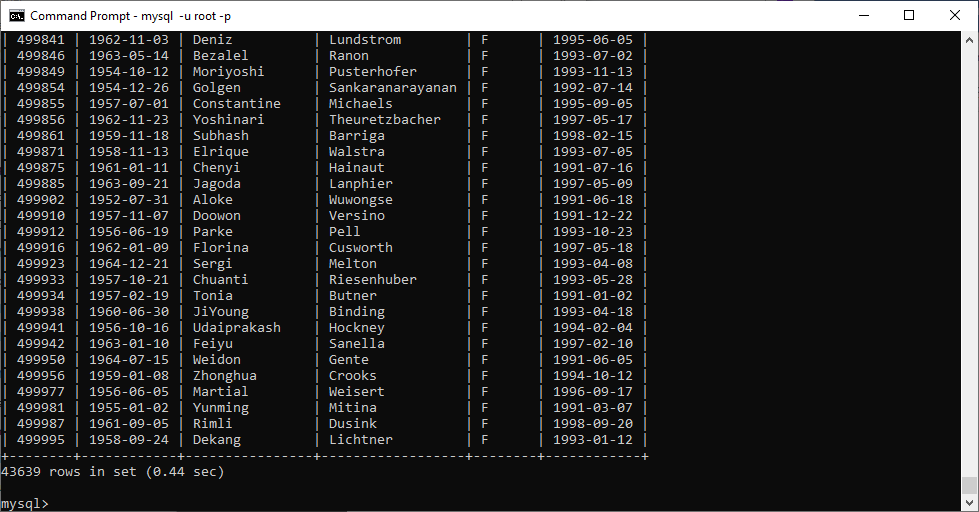 Command Prompt - mysql  -u root -p
| 499841 | 1962-11-03 | Deniz          | Lundstrom        | F      | 1995-06-05 |
| 499846 | 1963-05-14 | Bezalel        | Ranon            | F      | 1993-07-02 |
| 499849 | 1954-10-12 | Moriyoshi      | Pusterhofer      | F      | 1993-11-13 |
| 499854 | 1954-12-26 | Golgen         | Sankaranarayanan | F      | 1992-07-14 |
| 499855 | 1957-07-01 | Constantine    | Michaels         | F      | 1995-09-05 |
| 499856 | 1962-11-23 | Yoshinari      | Theuretzbacher   | F      | 1997-05-17 |
| 499861 | 1959-11-18 | Subhash        | Barriga          | F      | 1998-02-15 |
| 499871 | 1958-11-13 | Elrique        | Walstra          | F      | 1993-07-05 |
| 499875 | 1961-01-11 | Chenyi         | Hainaut          | F      | 1991-07-16 |
| 499885 | 1963-09-21 | Jagoda         | Lanphier         | F      | 1997-05-09 |
| 499902 | 1952-07-31 | Aloke          | Wuwongse         | F      | 1991-06-18 |
| 499910 | 1957-11-07 | Doowon         | Versino          | F      | 1991-12-22 |
| 499912 | 1956-06-19 | Parke          | Pell             | F      | 1993-10-23 |
| 499916 | 1962-01-09 | Florina        | Cusworth         | F      | 1997-05-18 |
| 499923 | 1964-12-21 | Sergi          | Melton           | F      | 1993-04-08 |
| 499933 | 1957-10-21 | Chuanti        | Riesenhuber      | F      | 1993-05-28 |
| 499934 | 1957-02-19 | Tonia          | Butner           | F      | 1991-01-02 |
| 499938 | 1960-06-30 | JiYoung        | Binding          | F      | 1993-04-18 |
| 499941 | 1956-10-16 | Udaiprakash    | Hockney          | F      | 1994-02-04 |
| 499942 | 1963-01-10 | Feiyu          | Sanella          | F      | 1997-02-10 |
| 499950 | 1964-07-15 | Weidon         | Gente            | F      | 1991-06-05 |
| 499956 | 1959-01-08 | Zhonghua       | Crooks           | F      | 1994-10-12 |
| 499977 | 1956-06-05 | Martial        | Weisert          | F      | 1996-09-17 |
| 499981 | 1955-01-02 | Yunming        | Mitina           | F      | 1991-03-07 |
| 499987 | 1961-09-05 | Rimli          | Dusink           | F      | 1998-09-20 |
| 499995 | 1958-09-24 | Dekang         | Lichtner         | F      | 1993-01-12 |
+--------+------------+----------------+------------------+--------+------------+
43639 rows in set (0.44 sec)
mysql>